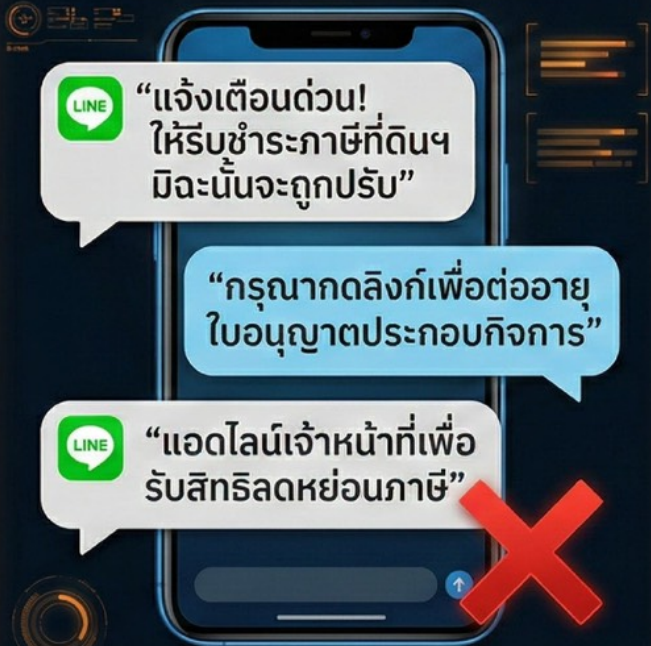 LINE
“แจ้งเตือนด่วน!
ให้รีบชำระภาษีที่ดินฯ
มิฉะนั้นจะถูกปรับ”
“กรุณากดลิงก์เพื่อต่ออายุ
ใบอนุญาตประกอบกิจการ”
LINE
“แอดไลน์เจ้าหน้าที่เพื่อ
รับสิทธิลดหย่อนภาษี”